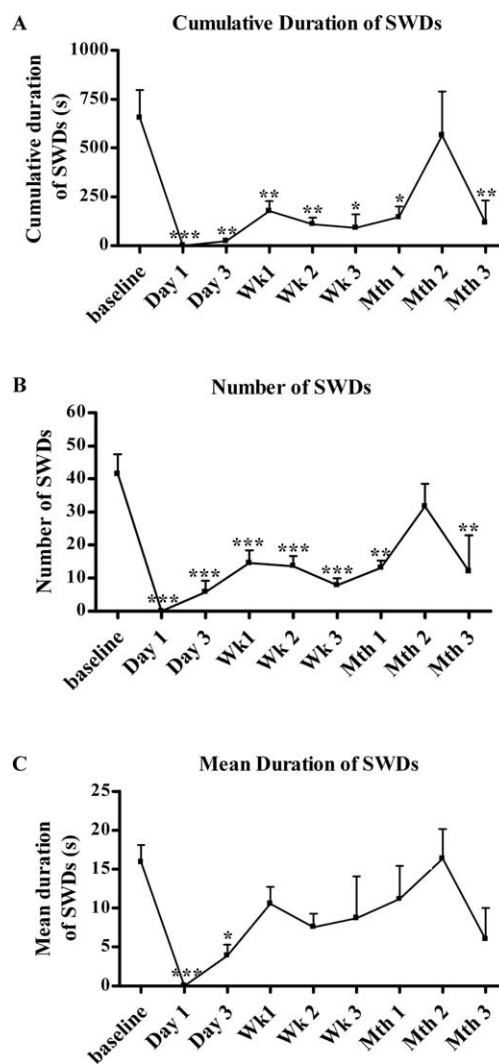 A
Cumulative Duration of SWDs
Cumulative duration
of SWDs (s)
1000
750
500
250
0
*** ** ** ** * * **
baseline Day 1 Day 3 Wk1 Wk 2 Wk 3 Mth 1 Mth 2 Mth 3
B
Number of SWDs
Number of SWDs
60
50
40
30
20
10
0
*** *** *** *** *** ** **
baseline Day 1 Day 3 Wk1 Wk 2 Wk 3 Mth 1 Mth 2 Mth 3
C
Mean Duration of SWDs
Mean duration
of SWDs (s)
25
20
15
10
5
0
*** *
baseline Day 1 Day 3 Wk1 Wk 2 Wk 3 Mth 1 Mth 2 Mth 3